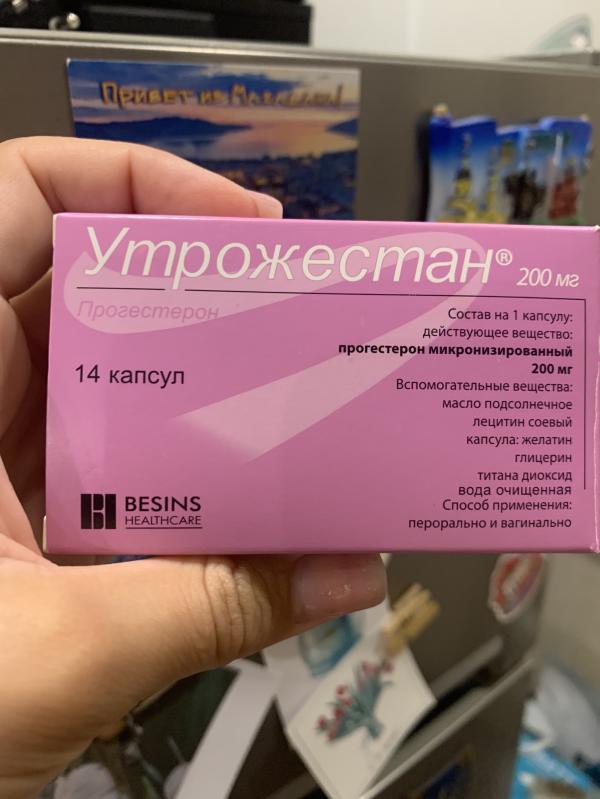 Привет из Махачкалы!
Утрожестан® 200 мг
Прогестерон
14 капсул
Состав на 1 капсулу:
действующее вещество:
прогестерон микронизированный
200 мг
Вспомогательные вещества:
масло подсолнечное
лецитин соевый
капсула: желатин
глицерин
титана диоксид
вода очищенная
Способ применения:
перорально и вагинально
BESINS
HEALTHCARE